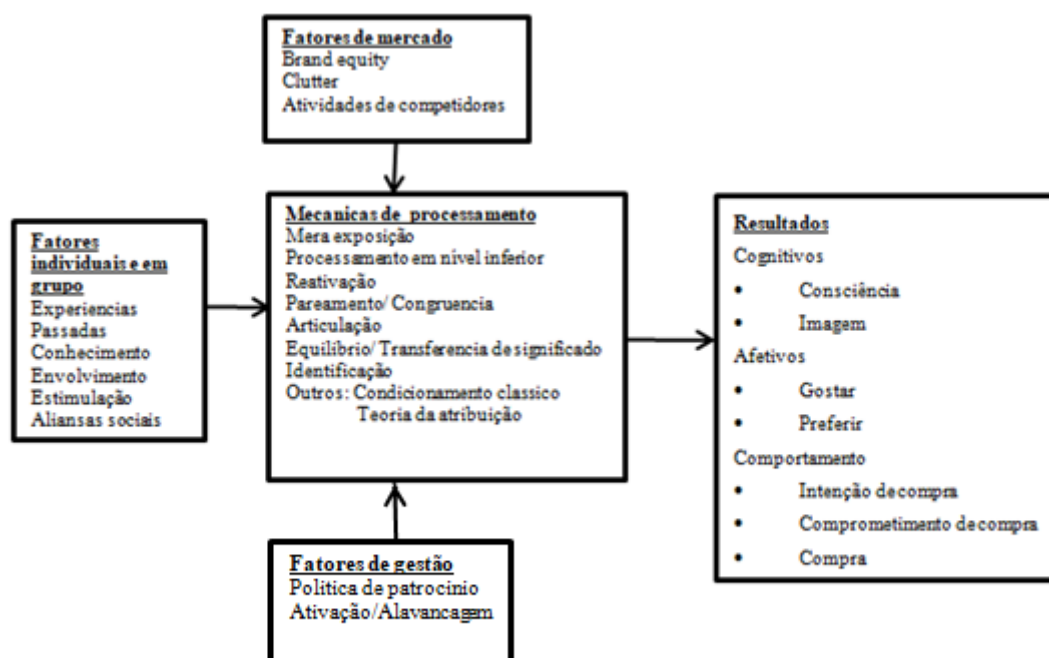 Fatores de mercado
Brand equity
Clutter
Atividades de competidores
Fatores
individuais e em
grupo
Experiencias
Passadas
Conhecimento
Envolvimento
Estimulação
Aliansas sociais
Mecanicas de processamento
Mera exposição
Processamento em nivel inferior
Reativação
Pareamento/ Congruencia
Articulação
Equilibrio/ Transferencia de significado
Identificação
Outros: Condicionamento classico
Teoria da atribuição
Fatores de gestão
Politica de patrocinio
Ativação/Alavancagem
Resultados
Cognitivos
• Consciência
• Imagem
Afetivos
• Gostar
• Preferir
Comportamento
• Intenção de compra
• Comprometimento de compra
• Compra